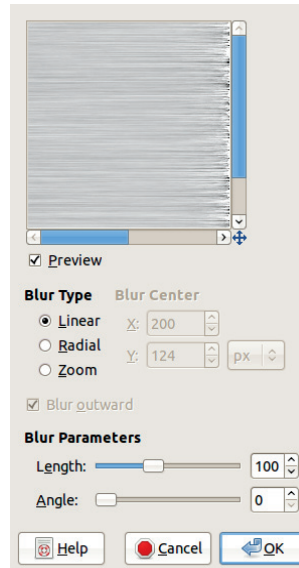 Preview
Blur Type Blur Center
Linear X: 200
Radial Y: 124 px
Zoom
Blur outward
Blur Parameters
Length: 100
Angle: 0
Help Cancel OK